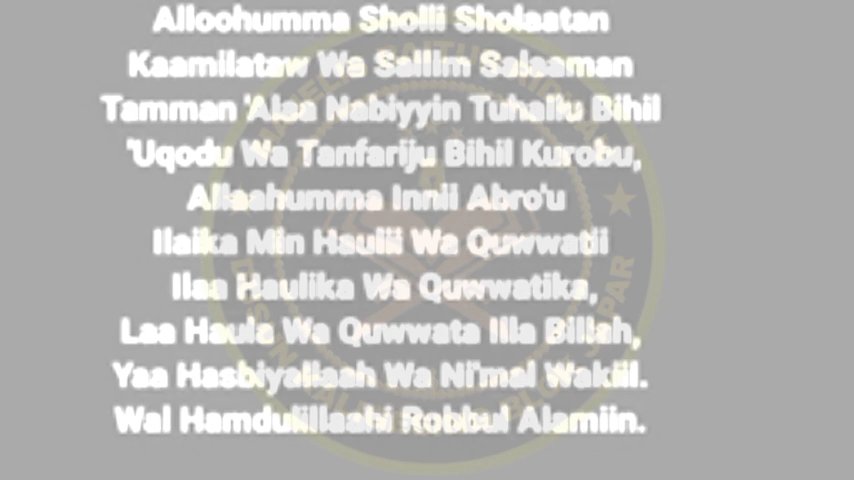 Alloohumma Sholli Sholaatan
Kaamilataw Wa Sallim Salaaman
Tamman 'Alaa Nabiyyin Tuhallu Bihil
'Uqodu Wa Tanfariju Bihil Kurobu,
Allaahumma Innii Abro'u
Ilaika Min Haulii Wa Quwwatii
Ilaa Haulika Wa Quwwatika,
Laa Haula Wa Quwwata Illa Billah,
Yaa Hasbiyallaah Wa Ni'mal Wakiil.
Wal Hamdulillaahi Robbul Alamiin.